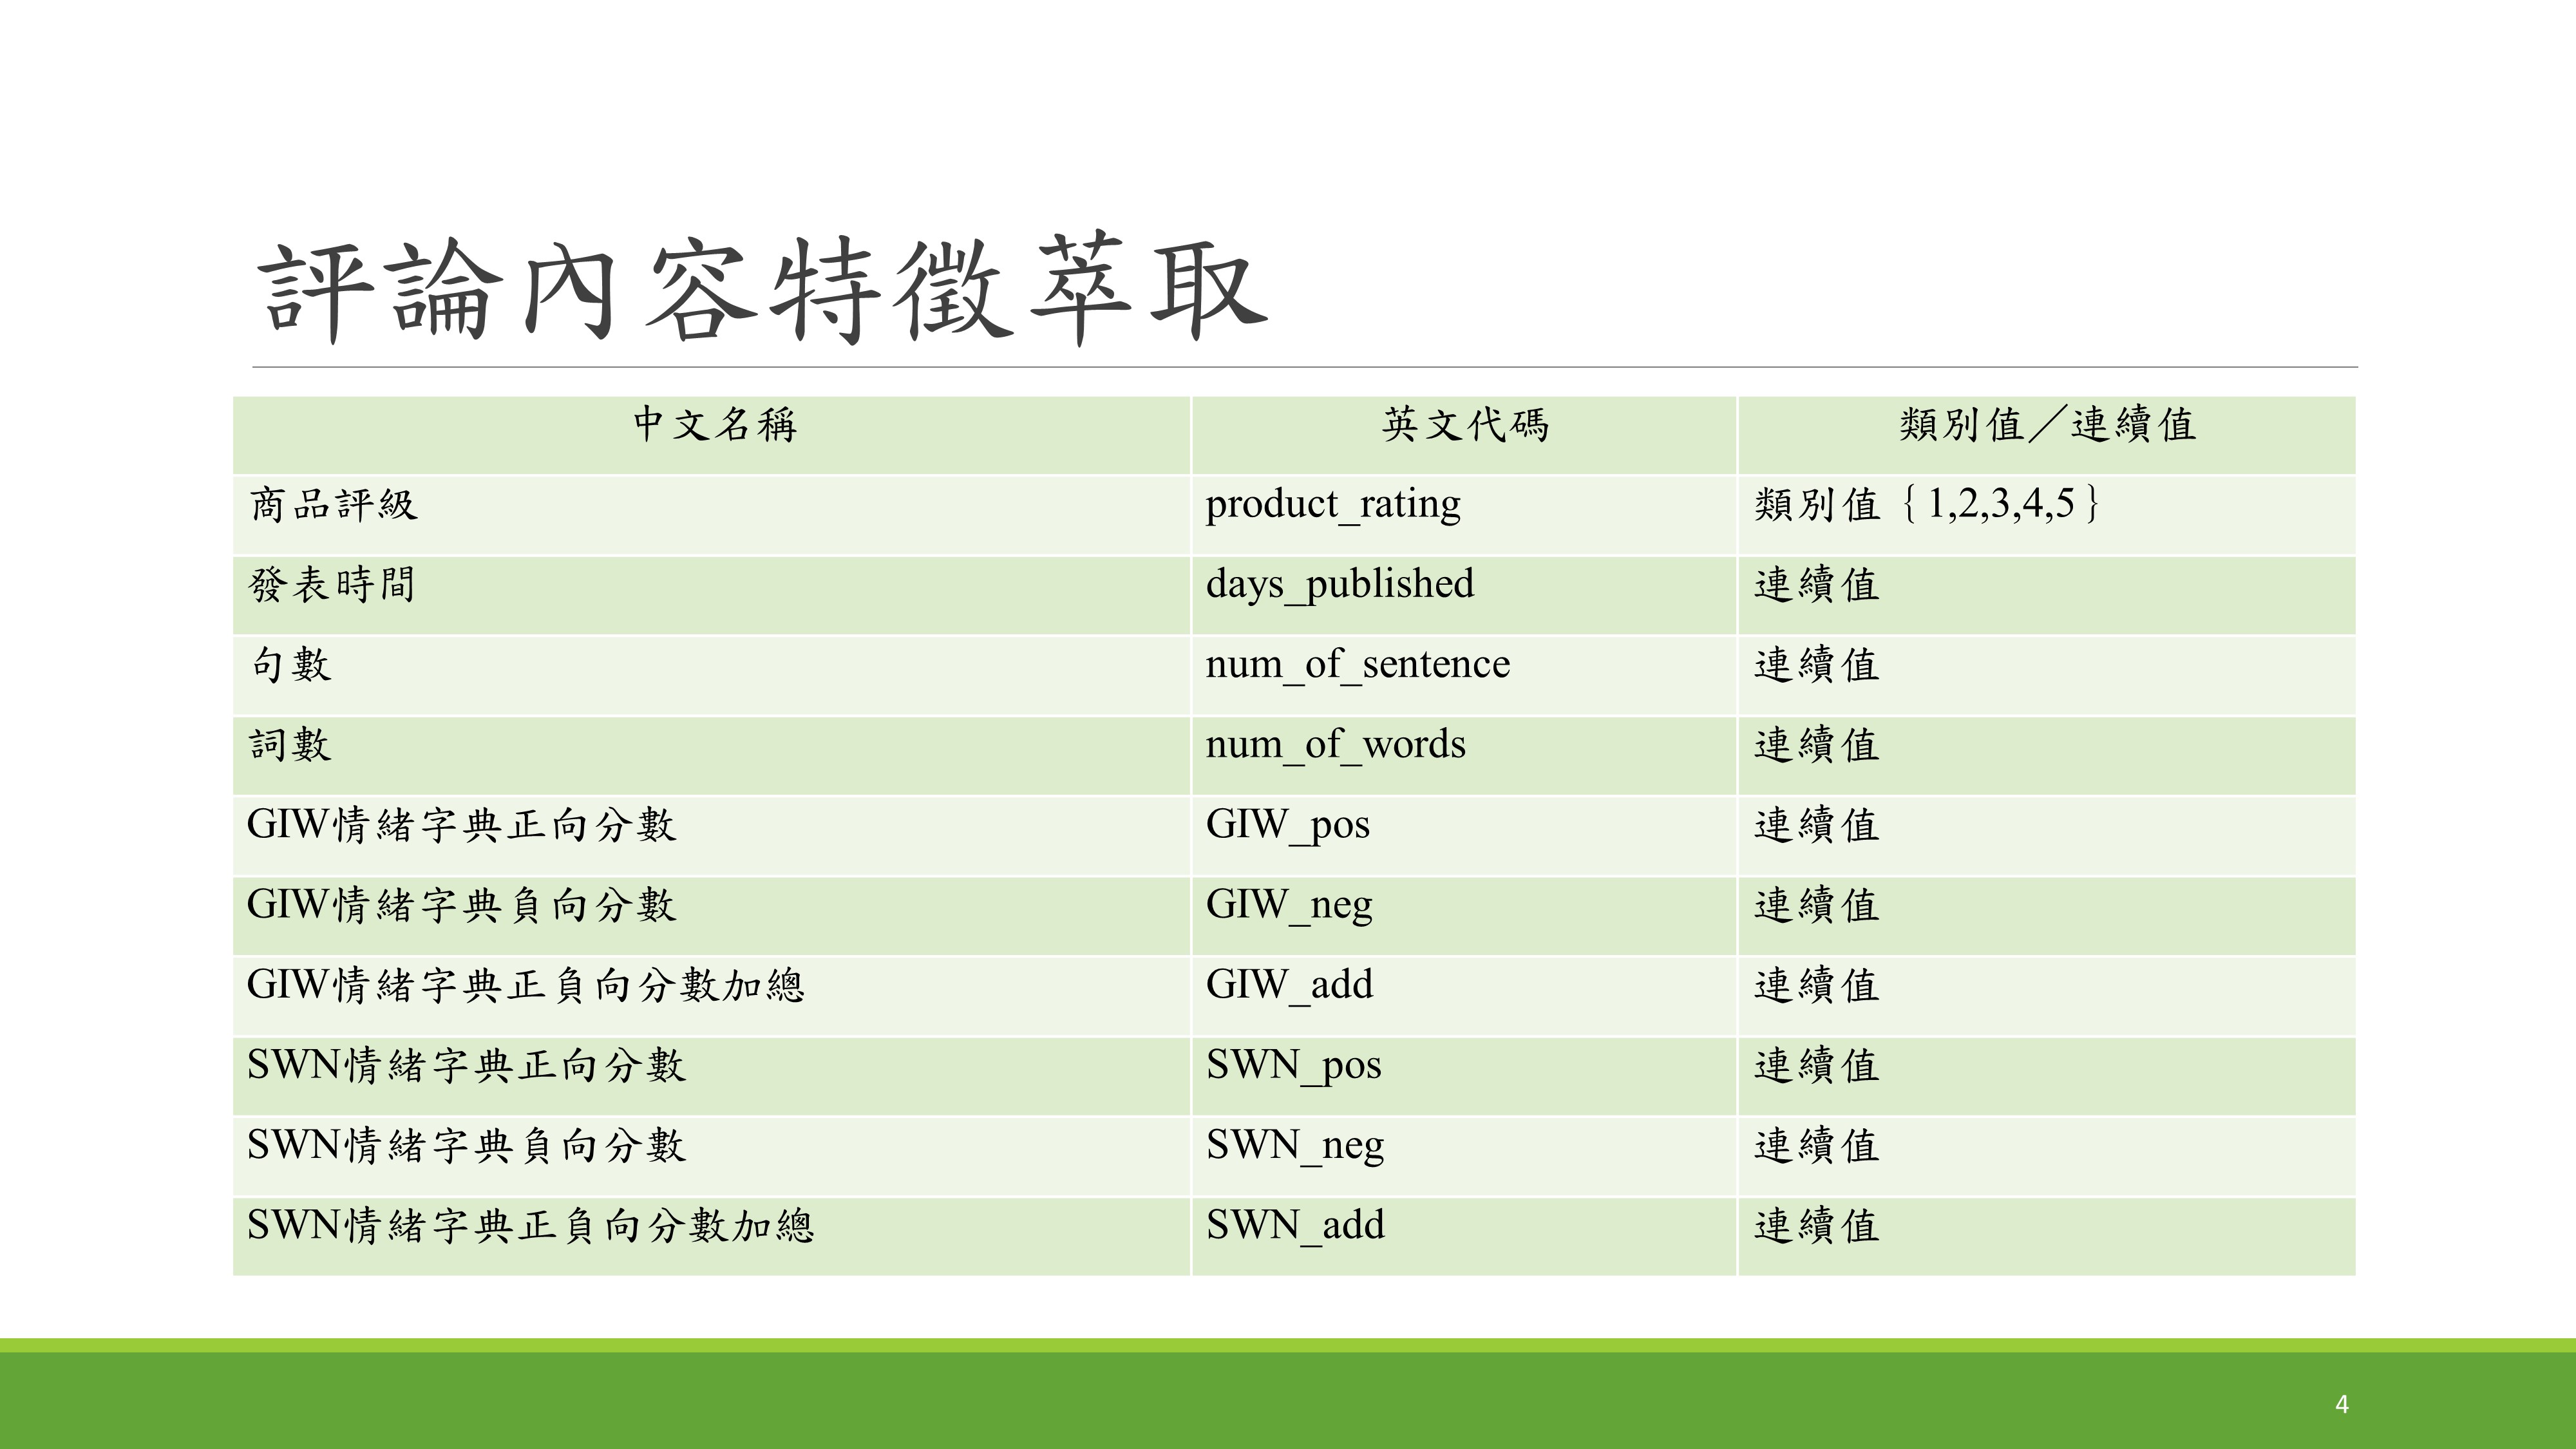 評論內容特徵萃取
中文名稱 英文代碼 類別值／連續值
商品評級 product_rating 類別值｛1,2,3,4,5｝
發表時間 days_published 連續值
句數 num_of_sentence 連續值
詞數 num_of_words 連續值
GIW情緒字典正向分數 GIW_pos 連續值
GIW情緒字典負向分數 GIW_neg 連續值
GIW情緒字典正負向分數加總 GIW_add 連續值
SWN情緒字典正向分數 SWN_pos 連續值
SWN情緒字典負向分數 SWN_neg 連續值
SWN情緒字典正負向分數加總 SWN_add 連續值
4